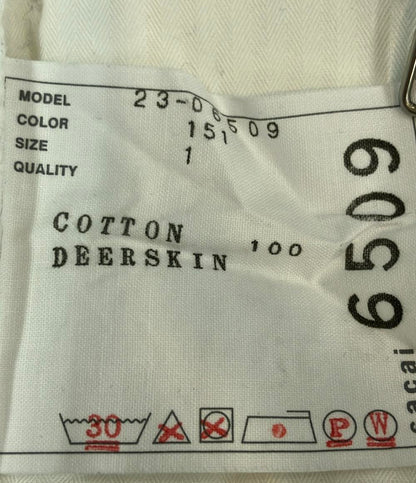 MODEL 23-06509
COLOR 151
SIZE 1
QUALITY
COTTON 100
DEERSKIN
6509
sacai
30
P
W